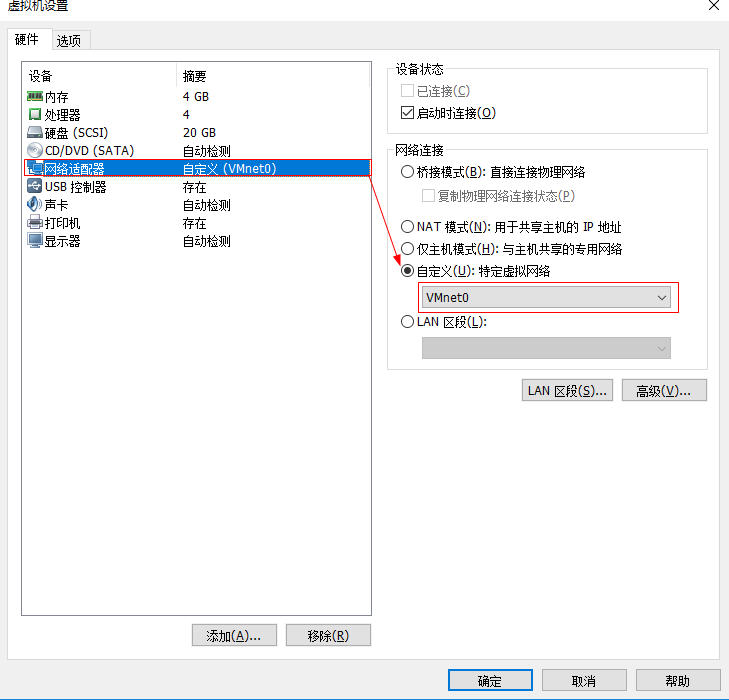 虚拟机设置
硬件 选项
设备 摘要
内存 4 GB
处理器 4
硬盘 (SCSI) 20 GB
CD/DVD (SATA) 自动检测
网络适配器 自定义 (VMnet0)
USB 控制器 存在
声卡 自动检测
打印机 存在
显示器 自动检测
添加(A)... 移除(R)
设备状态
已连接(C)
启动时连接(O)
网络连接
桥接模式(B): 直接连接物理网络
复制物理网络连接状态(P)
NAT 模式(N): 用于共享主机的 IP 地址
仅主机模式(H): 与主机共享的专用网络
自定义(U): 特定虚拟网络
VMnet0
LAN 区段(L):
LAN 区段(S)... 高级(V)...
确定 取消 帮助